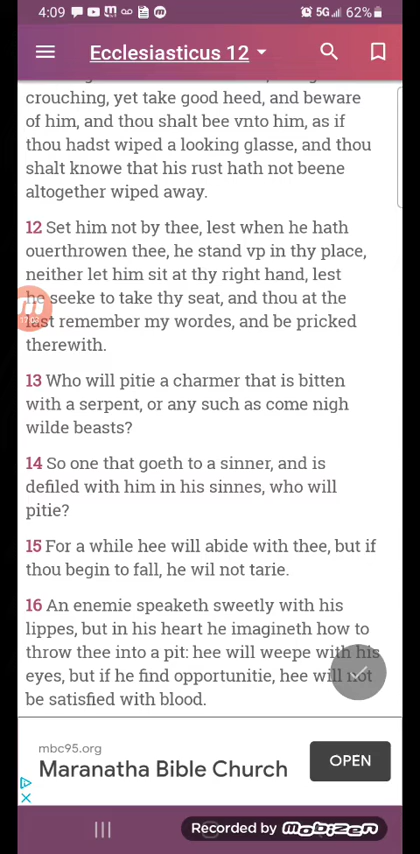 4:09 5G 62%
Ecclesiasticus 12
crouching, yet take good heed, and beware
of him, and thou shalt bee vnto him, as if
thou hadst wiped a looking glasse, and thou
shalt knowe that his rust hath not beene
altogether wiped away.
12 Set him not by thee, lest when he hath
ouerthrowen thee, he stand vp in thy place,
neither let him sit at thy right hand, lest
he seeke to take thy seat, and thou at the
last remember my wordes, and be pricked
therewith.
13 Who will pitie a charmer that is bitten
with a serpent, or any such as come nigh
wilde beasts?
14 So one that goeth to a sinner, and is
defiled with him in his sinnes, who will
pitie?
15 For a while hee will abide with thee, but if
thou begin to fall, he wil not tarie.
16 An enemie speaketh sweetly with his
lippes, but in his heart he imagineth how to
throw thee into a pit: hee will weepe with his
eyes, but if he find opportunitie, hee will not
be satisfied with blood.
mbc95.org
Maranatha Bible Church
OPEN
Recorded by mobizen